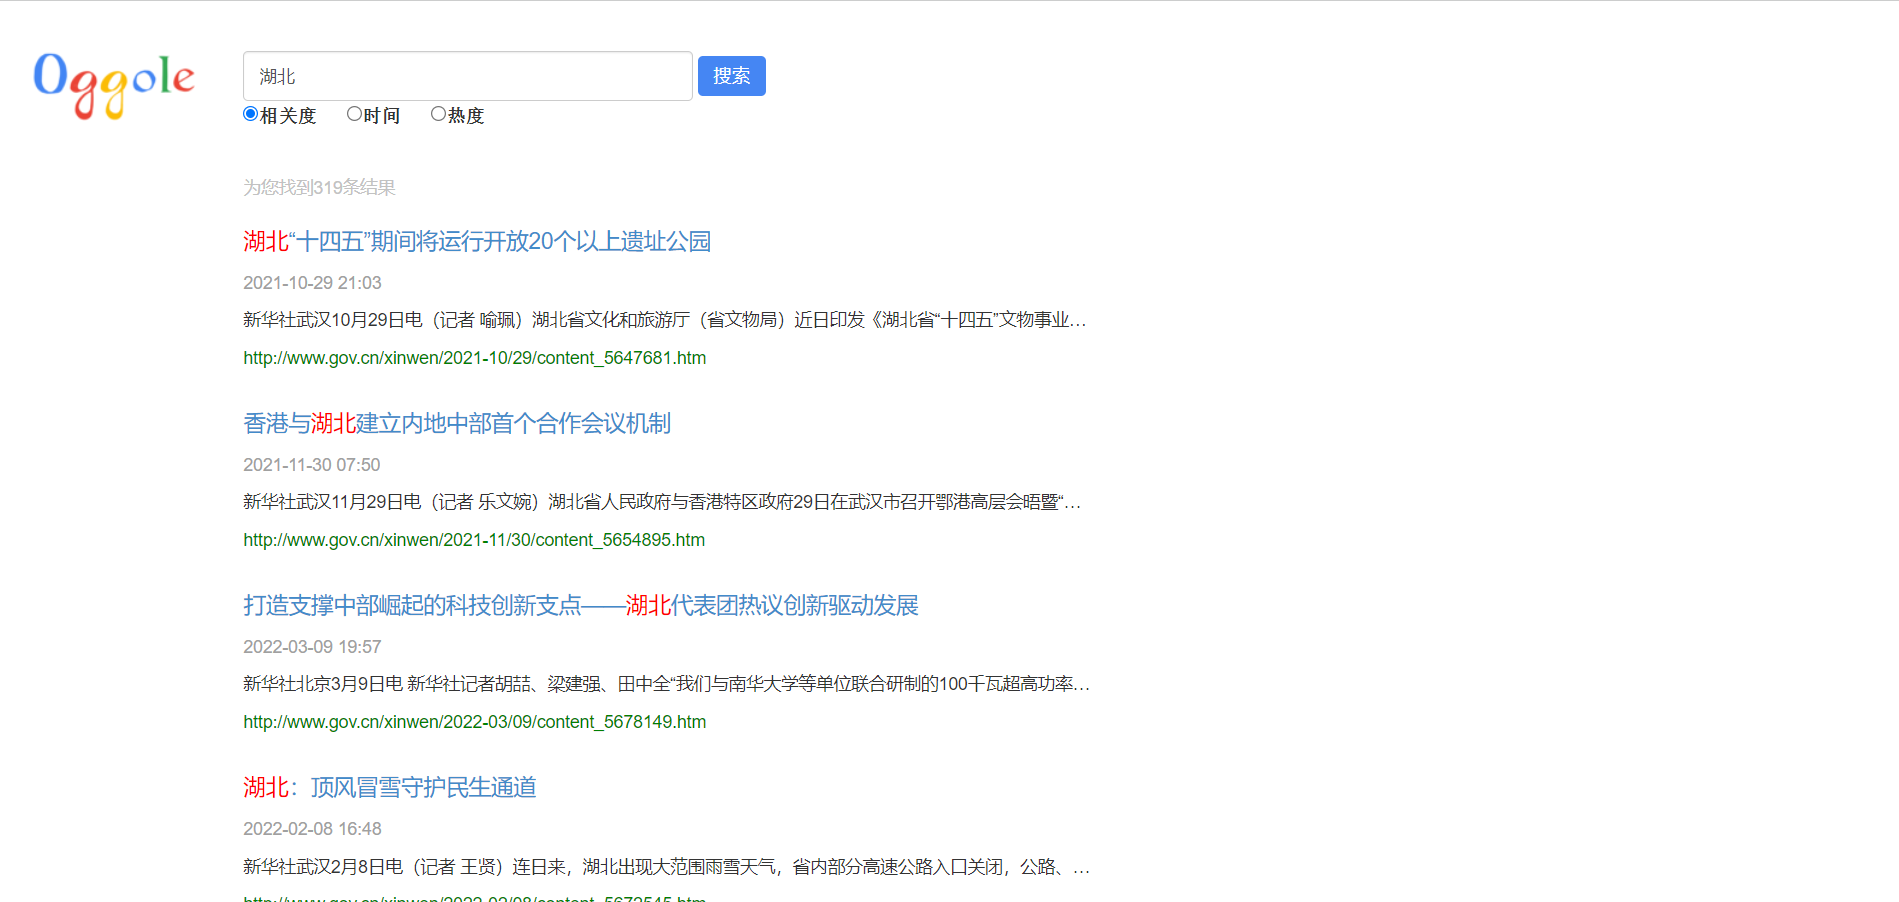 Oggole
湖北
搜索
相关度 时间 热度
为您找到319条结果
湖北“十四五”期间将运行开放20个以上遗址公园
2021-10-29 21:03
新华社武汉10月29日电（记者 喻珮）湖北省文化和旅游厅（省文物局）近日印发《湖北省“十四五”文物事业…
http://www.gov.cn/xinwen/2021-10/29/content_5647681.htm
香港与湖北建立内地中部首个合作会议机制
2021-11-30 07:50
新华社武汉11月29日电（记者 乐文婉）湖北省人民政府与香港特区政府29日在武汉市召开鄂港高层会晤暨“…
http://www.gov.cn/xinwen/2021-11/30/content_5654895.htm
打造支撑中部崛起的科技创新支点——湖北代表团热议创新驱动发展
2022-03-09 19:57
新华社北京3月9日电 新华社记者胡喆、梁建强、田中全“我们与南华大学等单位联合研制的100千瓦超高功率…
http://www.gov.cn/xinwen/2022-03/09/content_5678149.htm
湖北：顶风冒雪守护民生通道
2022-02-08 16:48
新华社武汉2月8日电（记者 王贤）连日来，湖北出现大范围雨雪天气，省内部分高速公路入口关闭，公路、…
http://www.gov.cn/xinwen/2022-02/08/content_5672545.htm